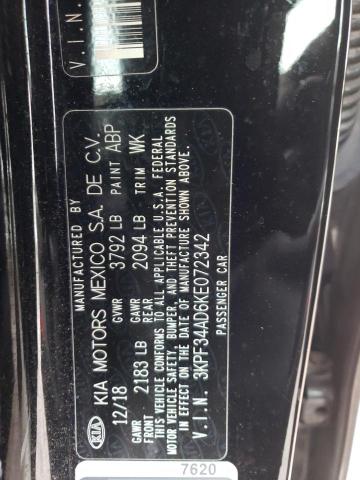 V.I.N.
MANUFACTURED BY
KIA KIA MOTORS MEXICO S.A. DE C.V.
12/18 GVWR 3792 LB PAINT ABP
GAWR FRONT 2183 LB GAWR REAR 2094 LB TRIM WK
THIS VEHICLE CONFORMS TO ALL APPLICABLE U.S.A. FEDERAL
MOTOR VEHICLE SAFETY, BUMPER, AND THEFT PREVENTION STANDARDS
IN EFFECT ON THE DATE OF MANUFACTURE SHOWN ABOVE.
V.I.N. 3KPF34AD6KE072342
PASSENGER CAR
7620